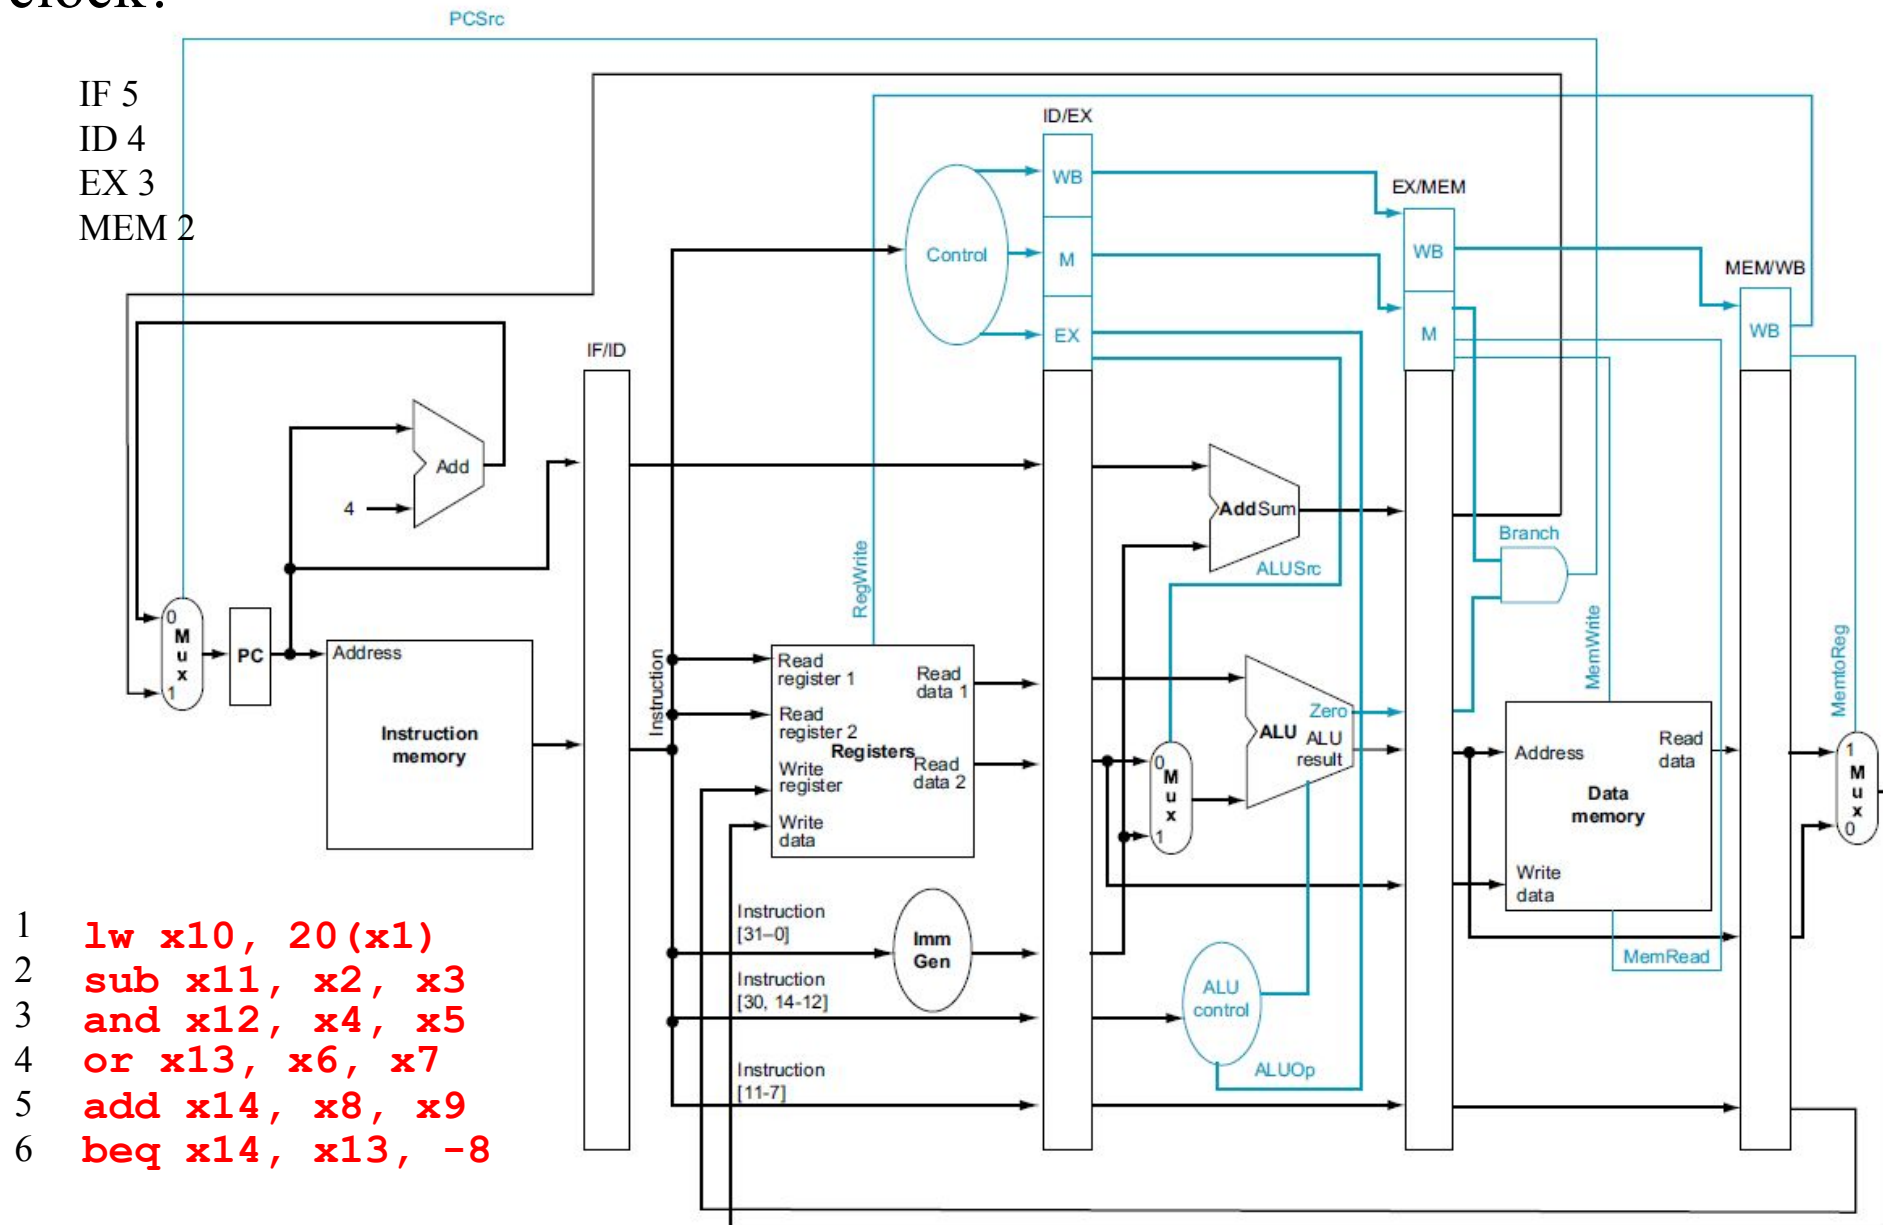 clock?
PCSrc
IF 5
ID 4
EX 3
MEM 2
ID/EX
WB
EX/MEM
Control
M
WB
MEM/WB
EX
M
WB
IF/ID
Add
4
AddSum
Branch
ALUSrc
RegWrite
MemWrite
MemtoReg
0
M
u
x
1
PC
Address
Instruction
memory
Instruction
Read
register 1
Read
data 1
Read
register 2
Registers
Read
data 2
Write
register
Write
data
0
M
u
x
1
Zero
ALU
ALU
result
Address
Read
data
Data
memory
Write
data
1
M
u
x
0
Instruction
[31–0]
Imm
Gen
MemRead
Instruction
[30, 14-12]
ALU
control
Instruction
[11-7]
ALUOp
1 lw x10, 20(x1)
2 sub x11, x2, x3
3 and x12, x4, x5
4 or x13, x6, x7
5 add x14, x8, x9
6 beq x14, x13, -8